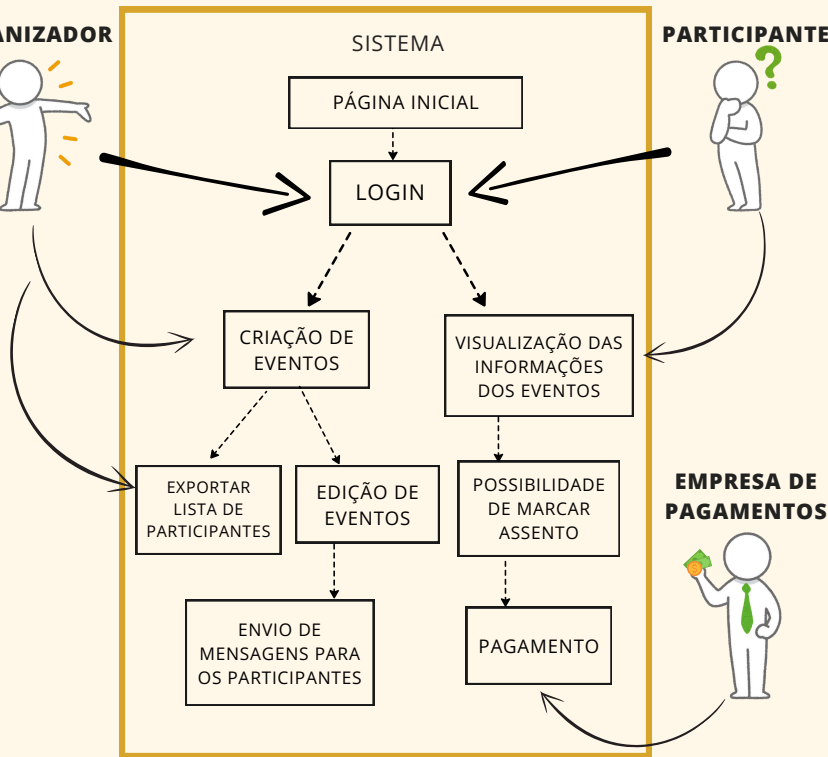 ANIZADOR
SISTEMA
PARTICIPANTE
PÁGINA INICIAL
LOGIN
CRIAÇÃO DE
EVENTOS
VISUALIZAÇÃO DAS
INFORMAÇÕES
DOS EVENTOS
EXPORTAR
LISTA DE
PARTICIPANTES
EDIÇÃO DE
EVENTOS
POSSIBILIDADE
DE MARCAR
ASSENTO
EMPRESA DE
PAGAMENTOS
ENVIO DE
MENSAGENS PARA
OS PARTICIPANTES
PAGAMENTO